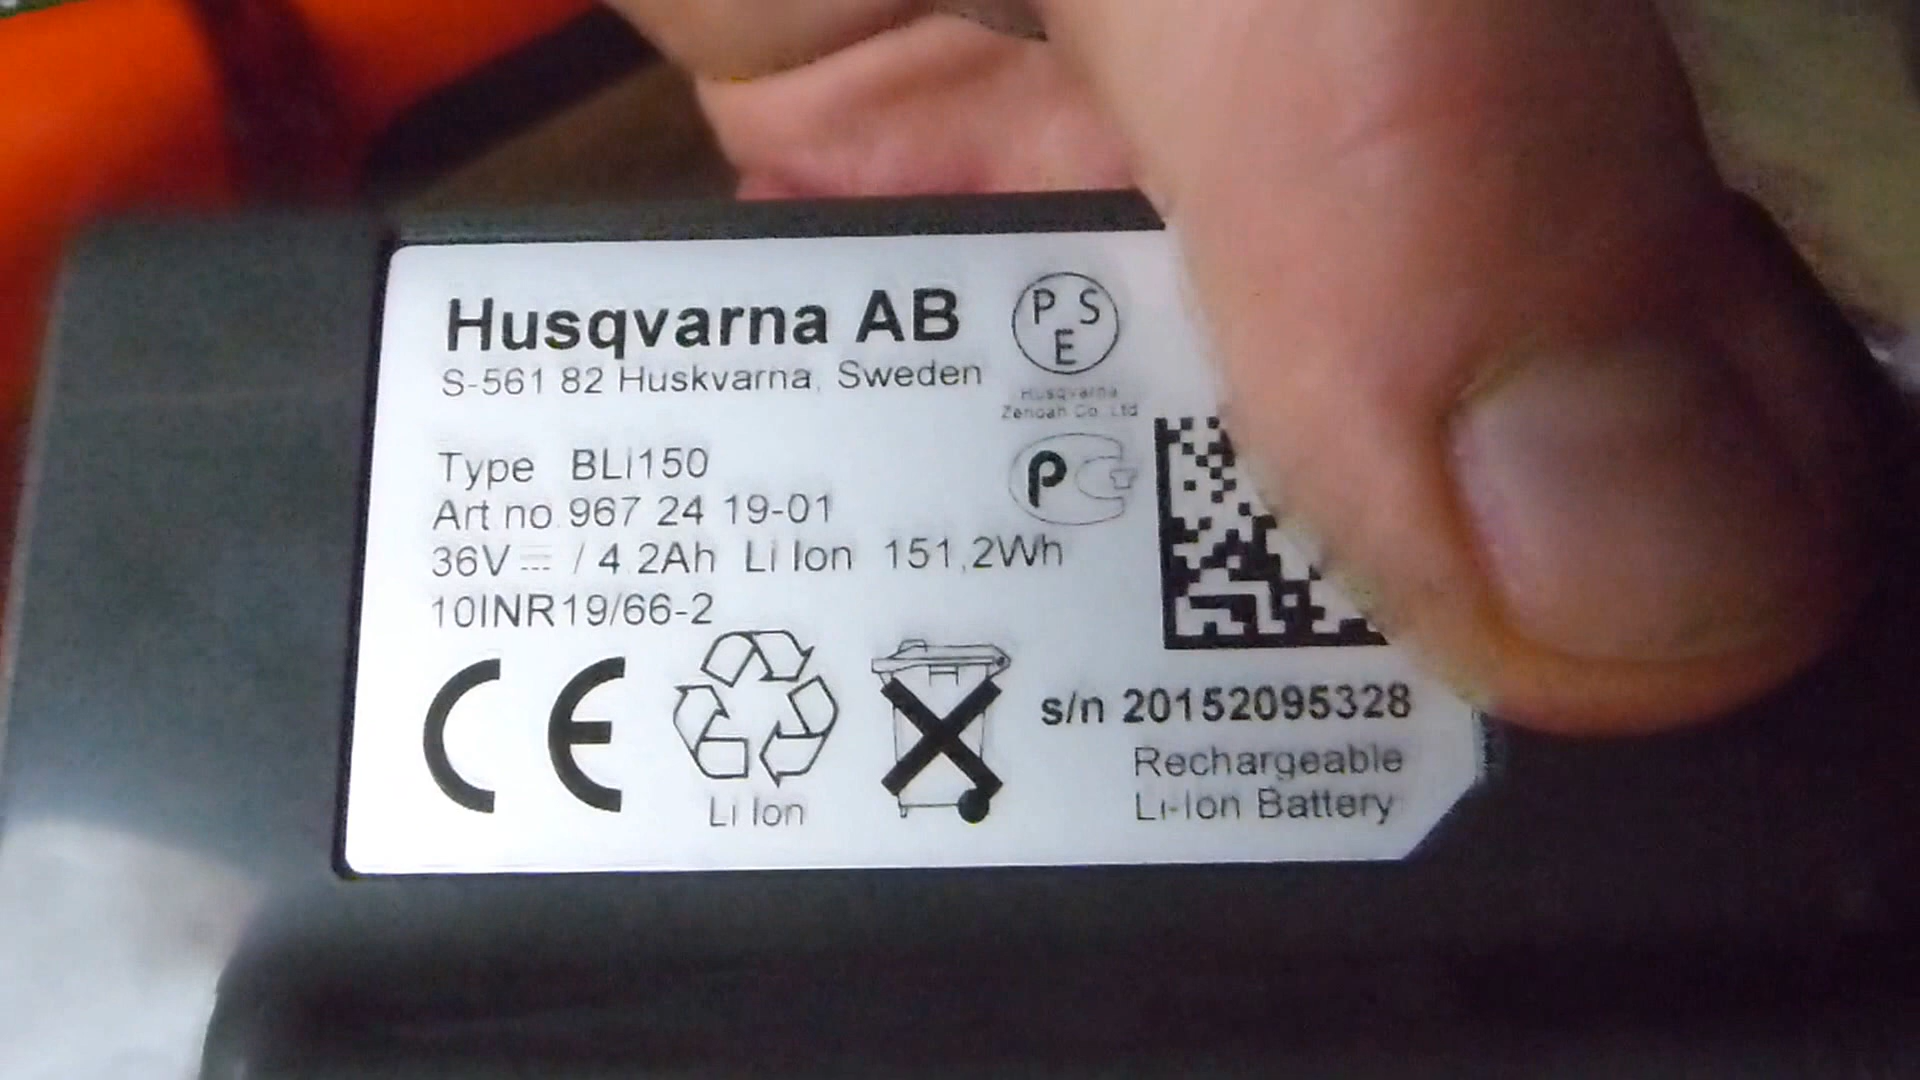 Husqvarna AB
S-561 82 Huskvarna, Sweden
PSE
Husqvarna
Zenoah Co. Ltd
Type BLi150
Art no. 967 24 19-01
36V / 4.2Ah Li Ion 151,2Wh
10INR19/66-2
CE
Li Ion
s/n 20152095328
Rechargeable
Li-Ion Battery